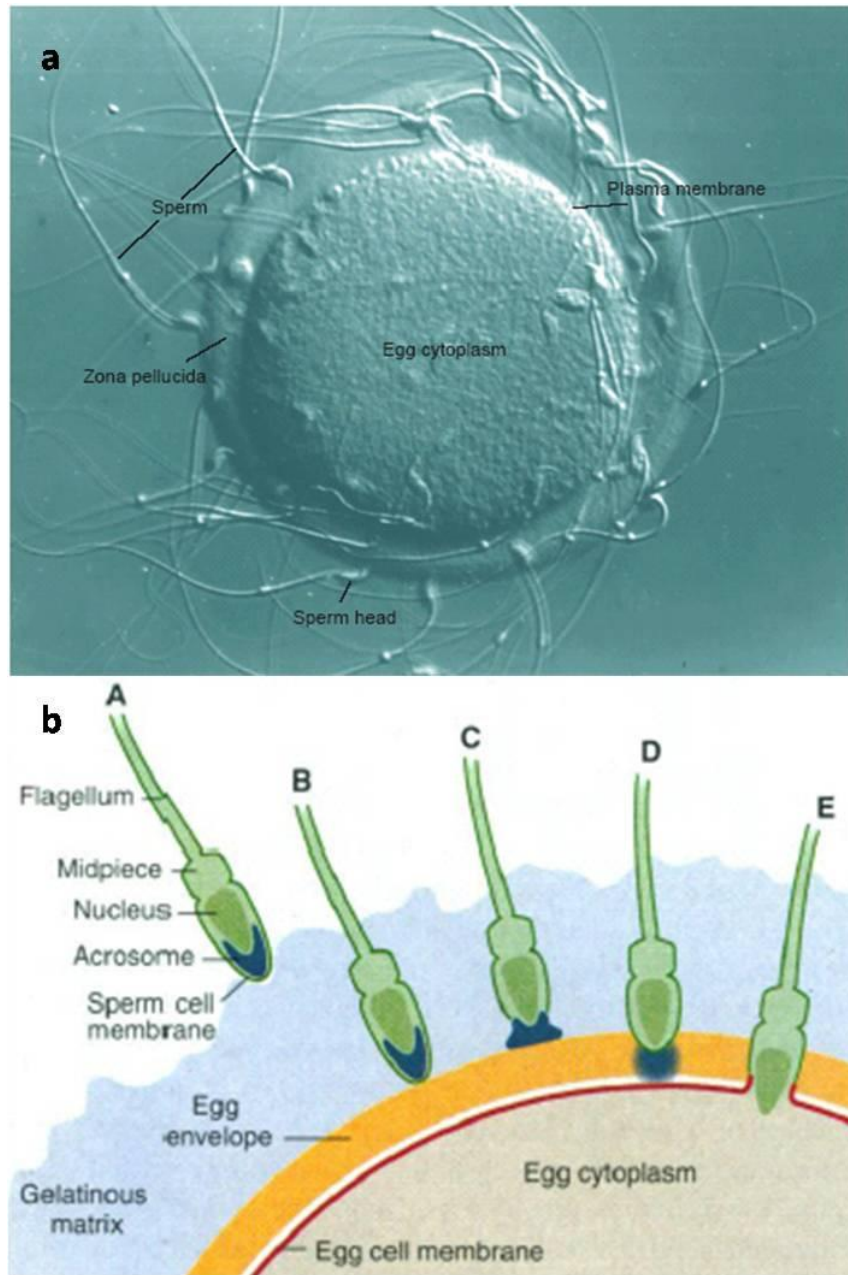 a
Plasma membrane
Sperm
Egg cytoplasm
Zona pellucida
Sperm head
b
A
B
C
D
E
Flagellum
Midpiece
Nucleus
Acrosome
Sperm cell
membrane
Egg
envelope
Egg cytoplasm
Gelatinous
matrix
Egg cell membrane